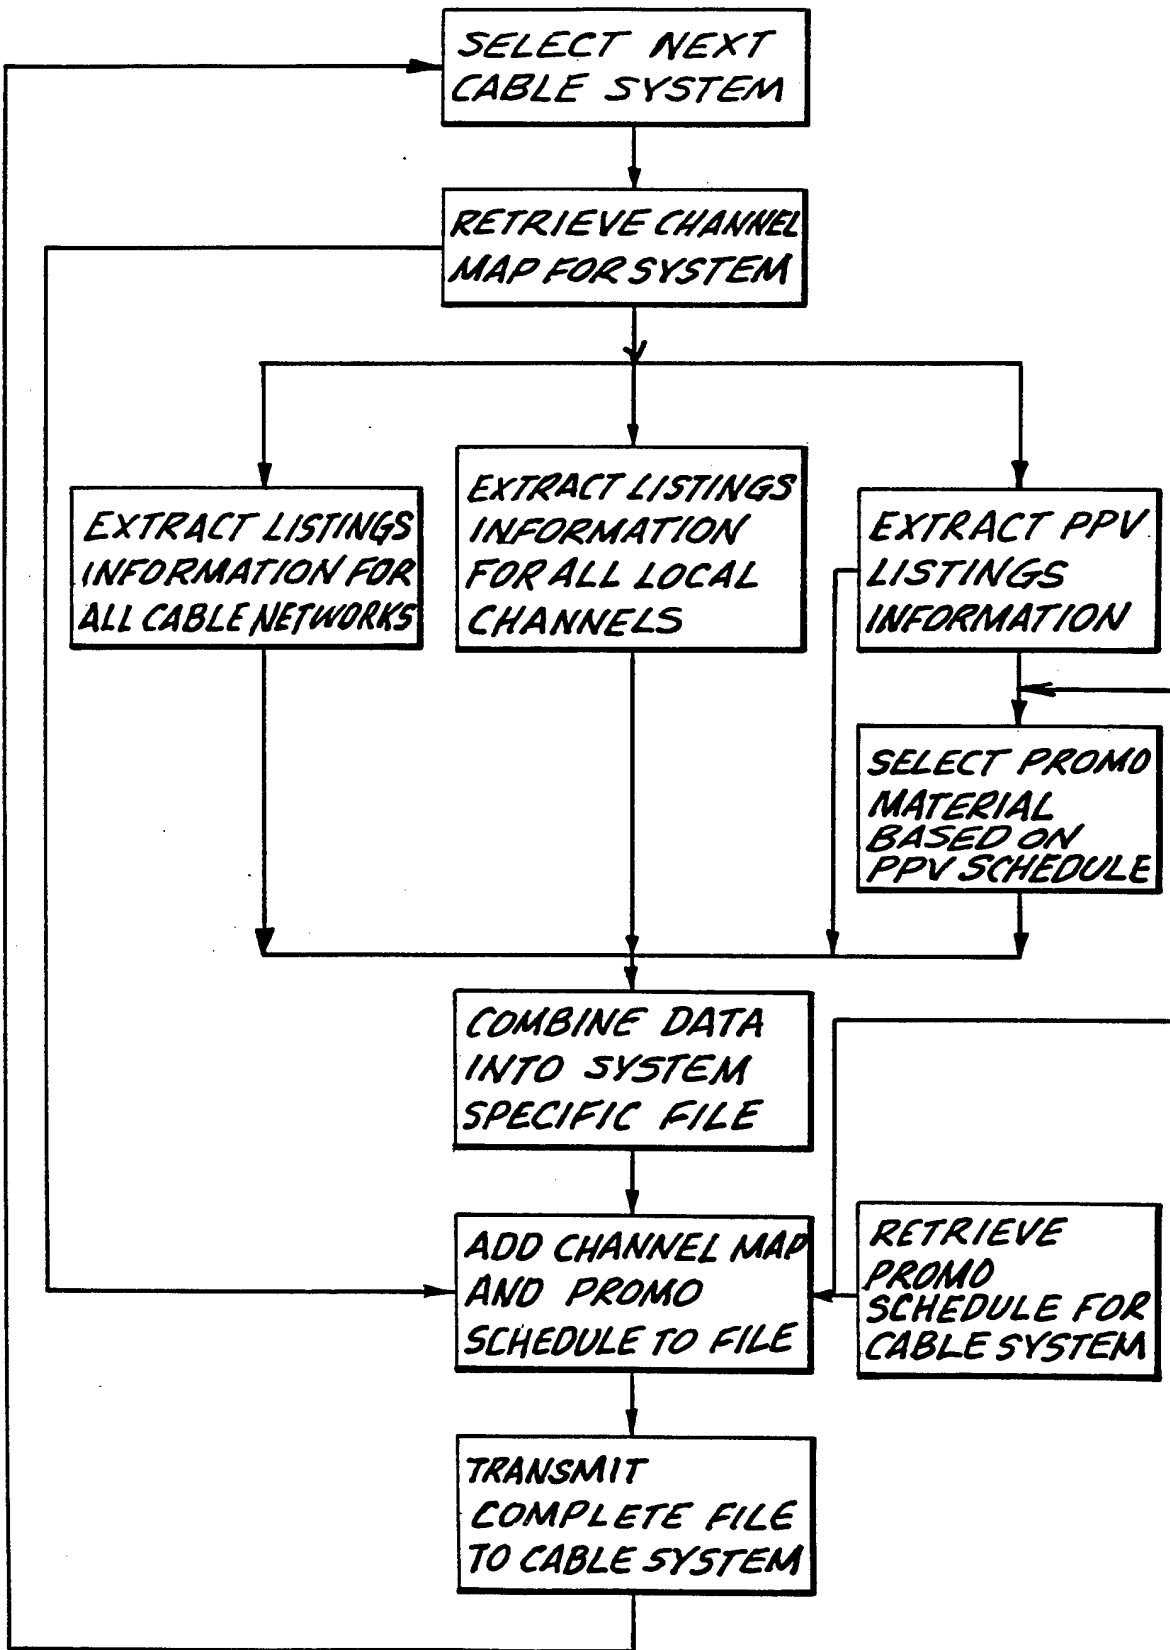 SELECT NEXT
CABLE SYSTEM
RETRIEVE CHANNEL
MAP FOR SYSTEM
EXTRACT LISTINGS
INFORMATION FOR
ALL CABLE NETWORKS
EXTRACT LISTINGS
INFORMATION
FOR ALL LOCAL
CHANNELS
EXTRACT PPV
LISTINGS
INFORMATION
SELECT PROMO
MATERIAL
BASED ON
PPV SCHEDULE
COMBINE DATA
INTO SYSTEM
SPECIFIC FILE
ADD CHANNEL MAP
AND PROMO
SCHEDULE TO FILE
RETRIEVE
PROMO
SCHEDULE FOR
CABLE SYSTEM
TRANSMIT
COMPLETE FILE
TO CABLE SYSTEM